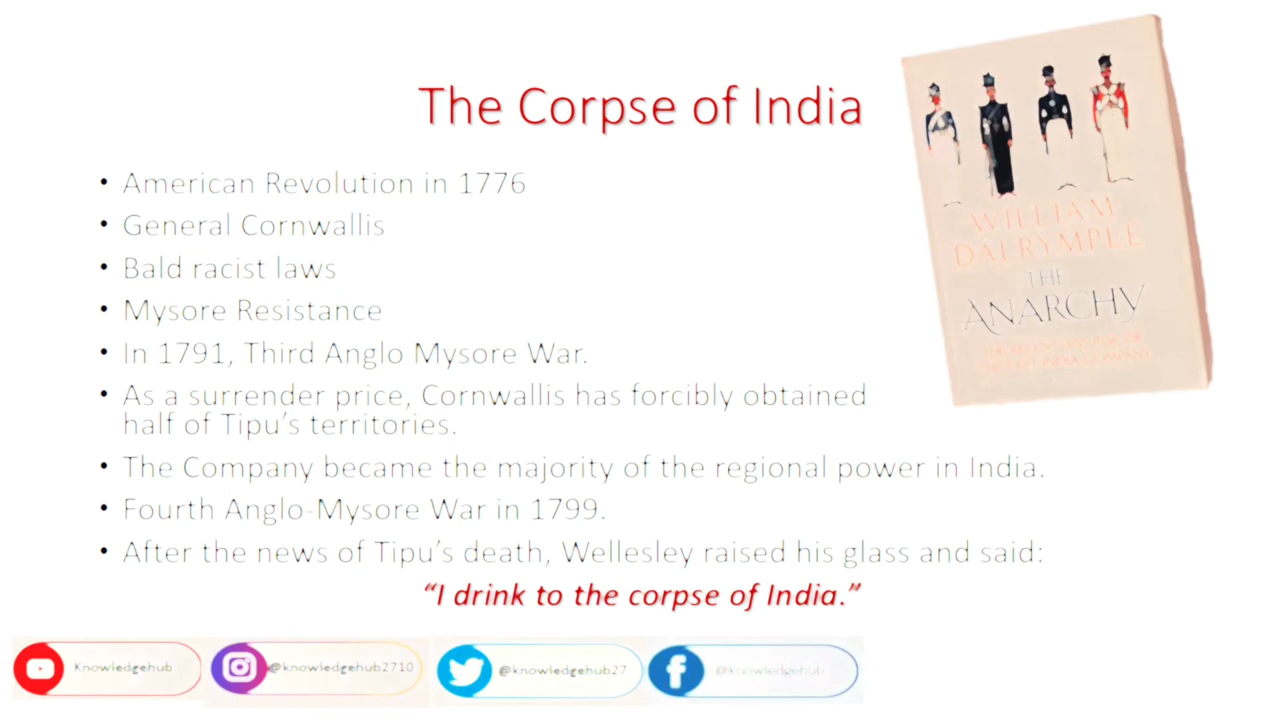 The Corpse of India
• American Revolution in 1776
• General Cornwallis
• Bald racist laws
• Mysore Resistance
• In 1791, Third Anglo Mysore War.
• As a surrender price, Cornwallis has forcibly obtained
half of Tipu's territories.
• The Company became the majority of the regional power in India.
• Fourth Anglo-Mysore War in 1799.
• After the news of Tipu's death, Wellesley raised his glass and said:
"I drink to the corpse of India."
WILLIAM
DALRYMPLE
THE
ANARCHY
Knowledgehub
@knowledgehub2710
@knowledgehub27
@knowledgehub